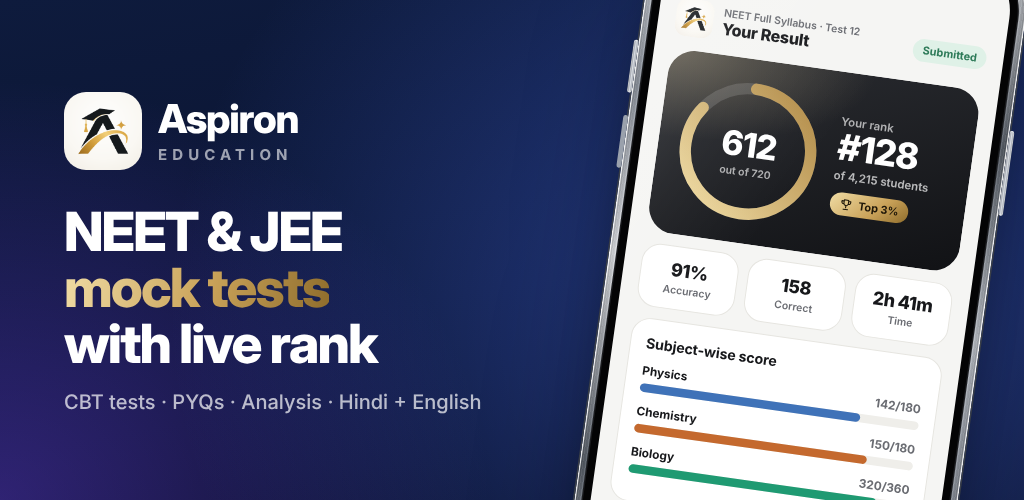 Aspiron
EDUCATION
NEET & JEE
mock tests
with live rank
CBT tests · PYQs · Analysis · Hindi + English
NEET Full Syllabus · Test 12
Your Result
Submitted
612
out of 720
Your rank
#128
of 4,215 students
Top 3%
91%
Accuracy
158
Correct
2h 41m
Time
Subject-wise score
Physics
142/180
Chemistry
150/180
Biology
320/360